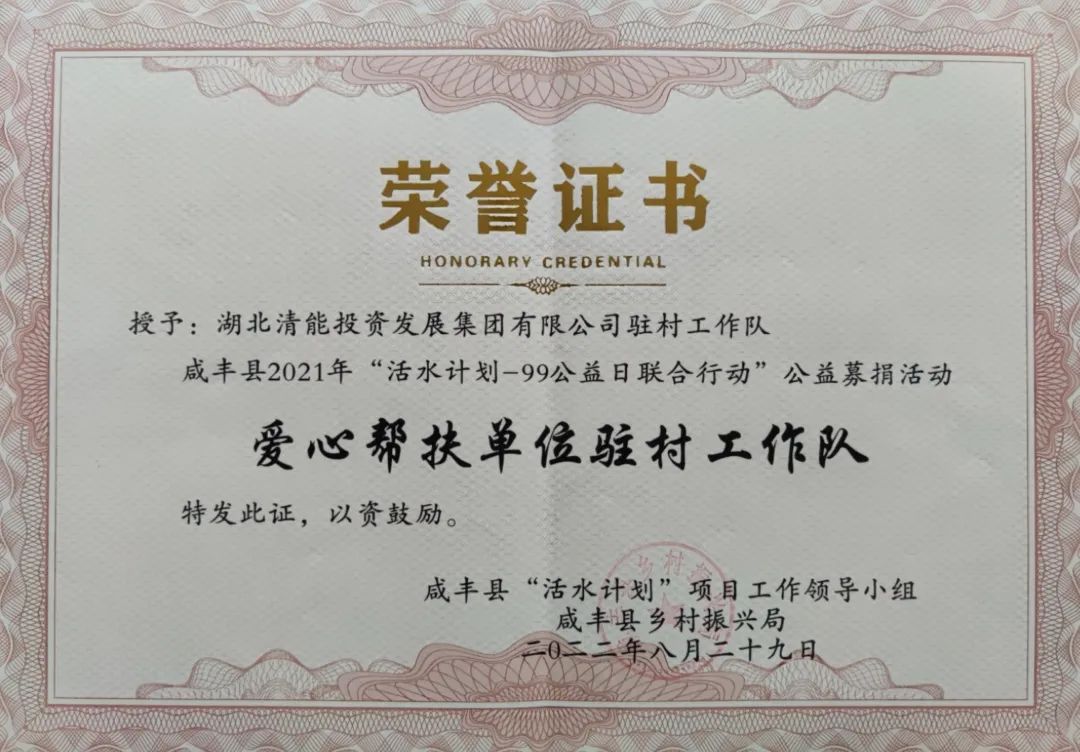 荣誉证书
HONORARY CREDENTIAL
授予：湖北清能投资发展集团有限公司驻村工作队
咸丰县2021年“活水计划-99公益日联合行动”公益募捐活动
爱心帮扶单位驻村工作队
特发此证，以资鼓励。
咸丰县“活水计划”项目工作领导小组
咸丰县乡村振兴局
二0二二年八月二十九日